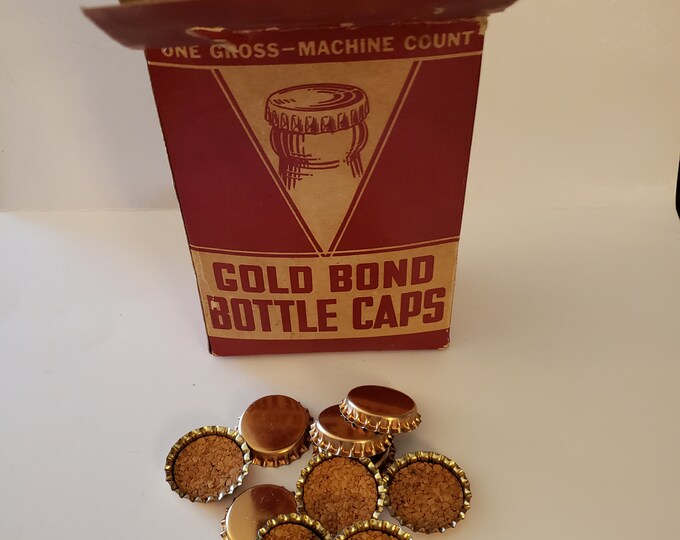 ONE GROSS—MACHINE COUNT
GOLD BOND
BOTTLE CAPS